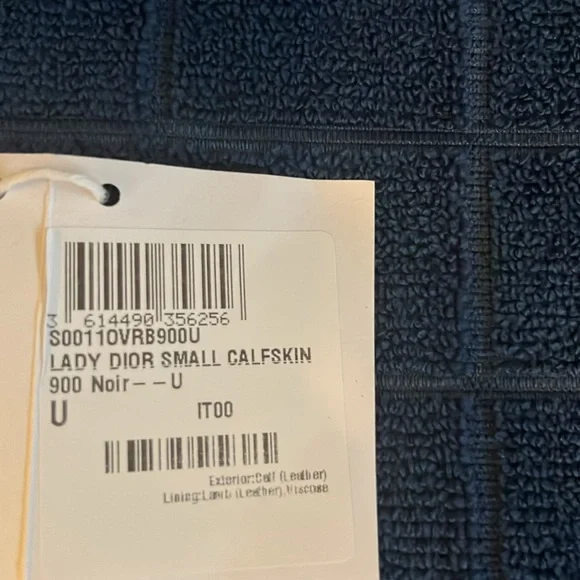 3 614490 356256
S0011OVRB900U
LADY DIOR SMALL CALFSKIN
900 Noir--U
U IT00
Exterior:Calf (Leather)
Lining:Lamb (Leather),Viscose